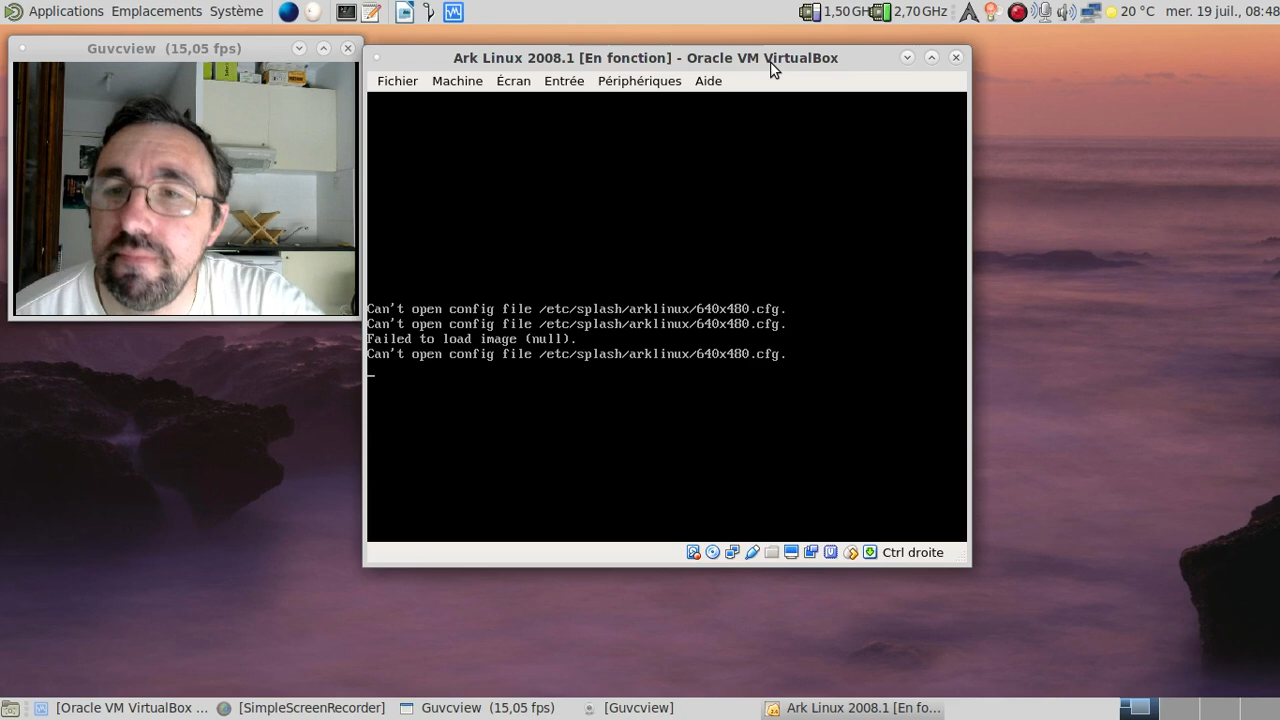 Applications Emplacements Système
1,50 GHz 2,70 GHz 20 °C mer. 19 juil., 08:48
Guvcview (15,05 fps)
Ark Linux 2008.1 [En fonction] - Oracle VM VirtualBox
Fichier Machine Écran Entrée Périphériques Aide
Can't open config file /etc/splash/arklinux/640x480.cfg.
Can't open config file /etc/splash/arklinux/640x480.cfg.
Failed to load image (null).
Can't open config file /etc/splash/arklinux/640x480.cfg.
Ctrl droite
[Oracle VM VirtualBox ... [SimpleScreenRecorder] Guvcview (15,05 fps) [Guvcview] Ark Linux 2008.1 [En fo...